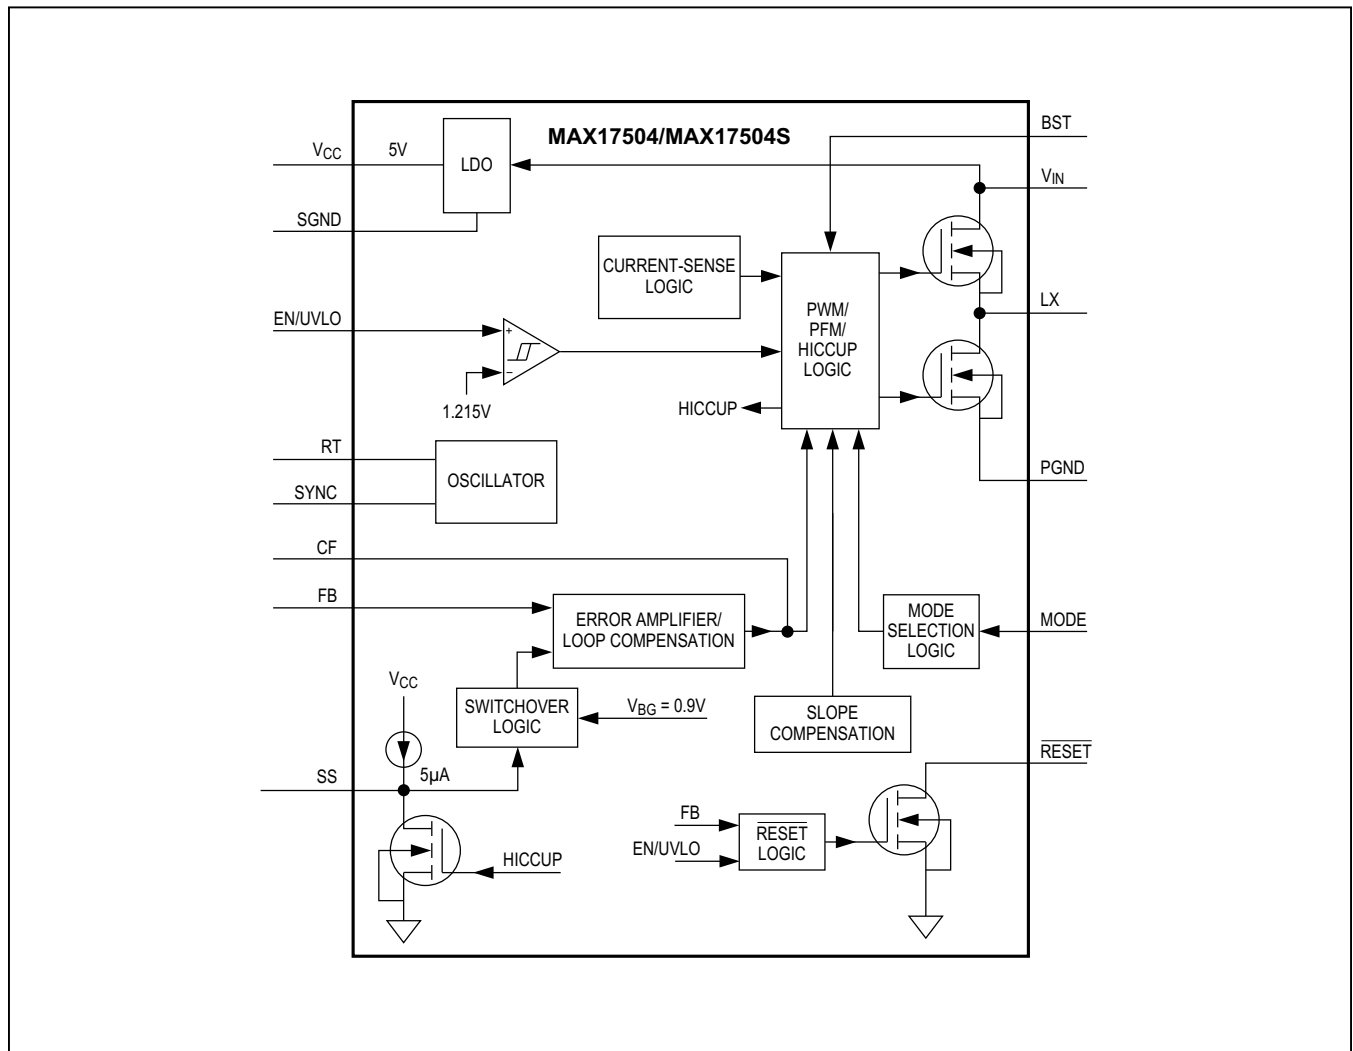 MAX17504/MAX17504S
BST
VCC
5V
LDO
VIN
SGND
CURRENT-SENSE
LOGIC
PWM/
PFM/
HICCUP
LOGIC
LX
EN/UVLO
+
−
1.215V
HICCUP
RT
SYNC
OSCILLATOR
PGND
CF
FB
ERROR AMPLIFIER/
LOOP COMPENSATION
MODE
SELECTION
LOGIC
MODE
VCC
SWITCHOVER
LOGIC
VBG = 0.9V
SLOPE
COMPENSATION
RESET
SS
5µA
HICCUP
FB
EN/UVLO
RESET
LOGIC